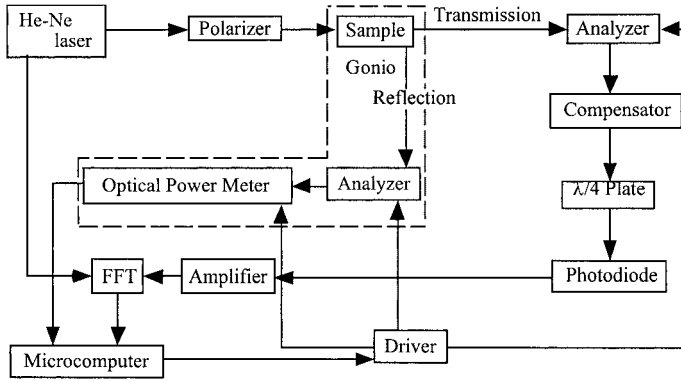 He-Ne
laser
Polarizer
Sample
Transmission
Analyzer
Gonio
Reflection
Compensator
Optical Power Meter
Analyzer
λ/4 Plate
FFT
Amplifier
Photodiode
Microcomputer
Driver